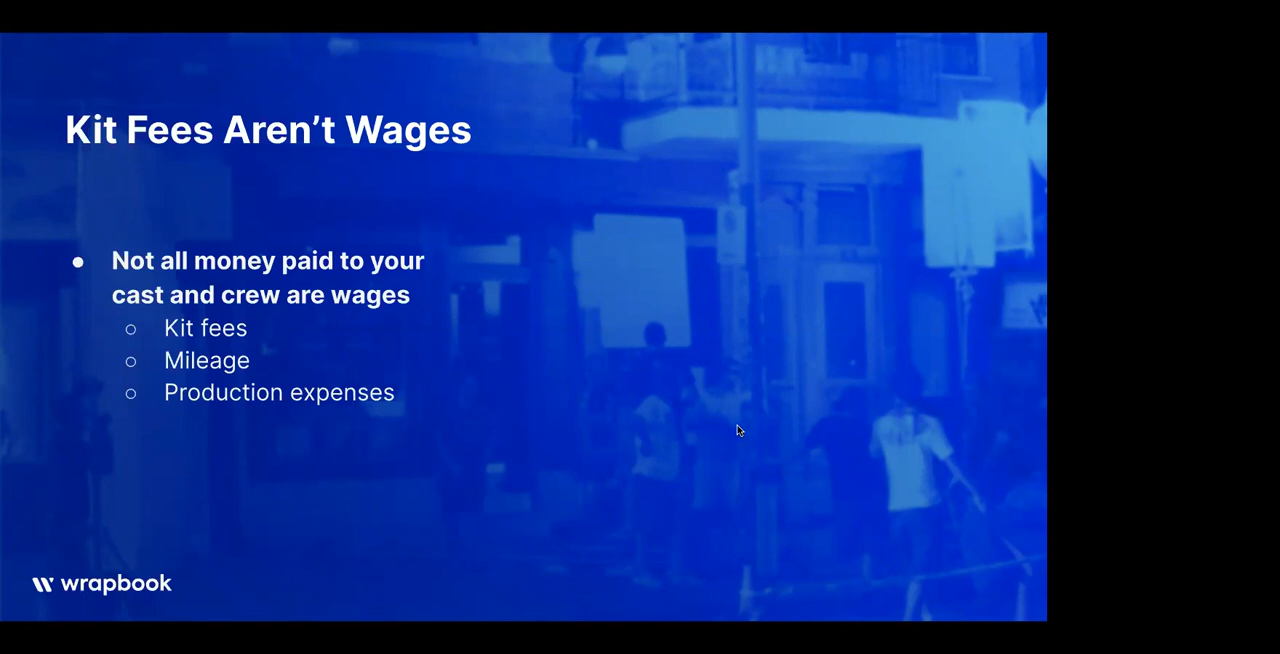 Kit Fees Aren’t Wages
● Not all money paid to your
cast and crew are wages
○ Kit fees
○ Mileage
○ Production expenses
wrapbook